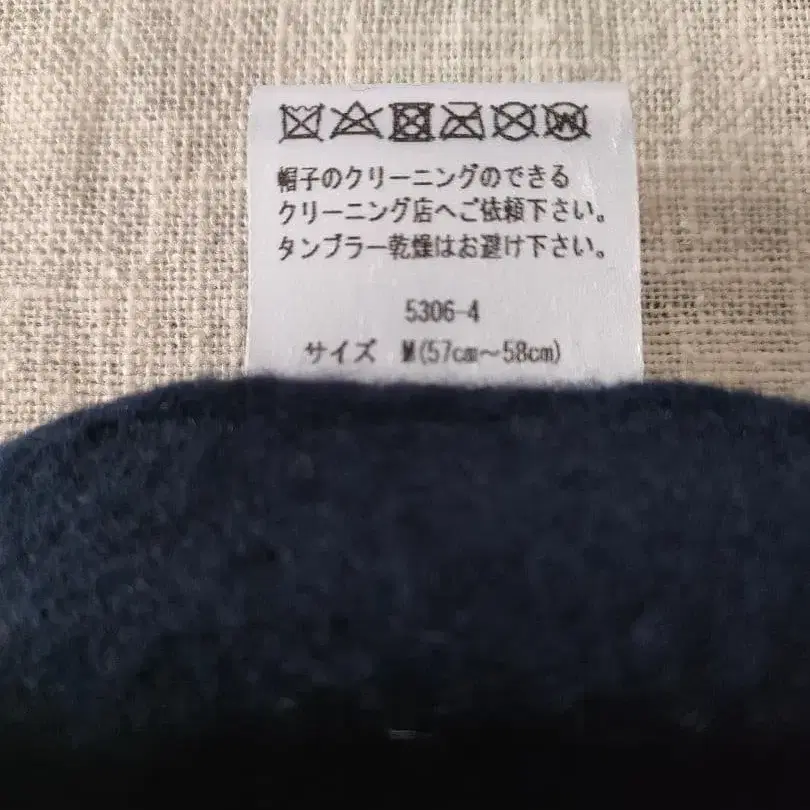 帽子のクリーニングのできる
クリーニング店へご依頼下さい。
タンブラー乾燥はお避け下さい。
5306-4
サイズ M(57cm～58cm)